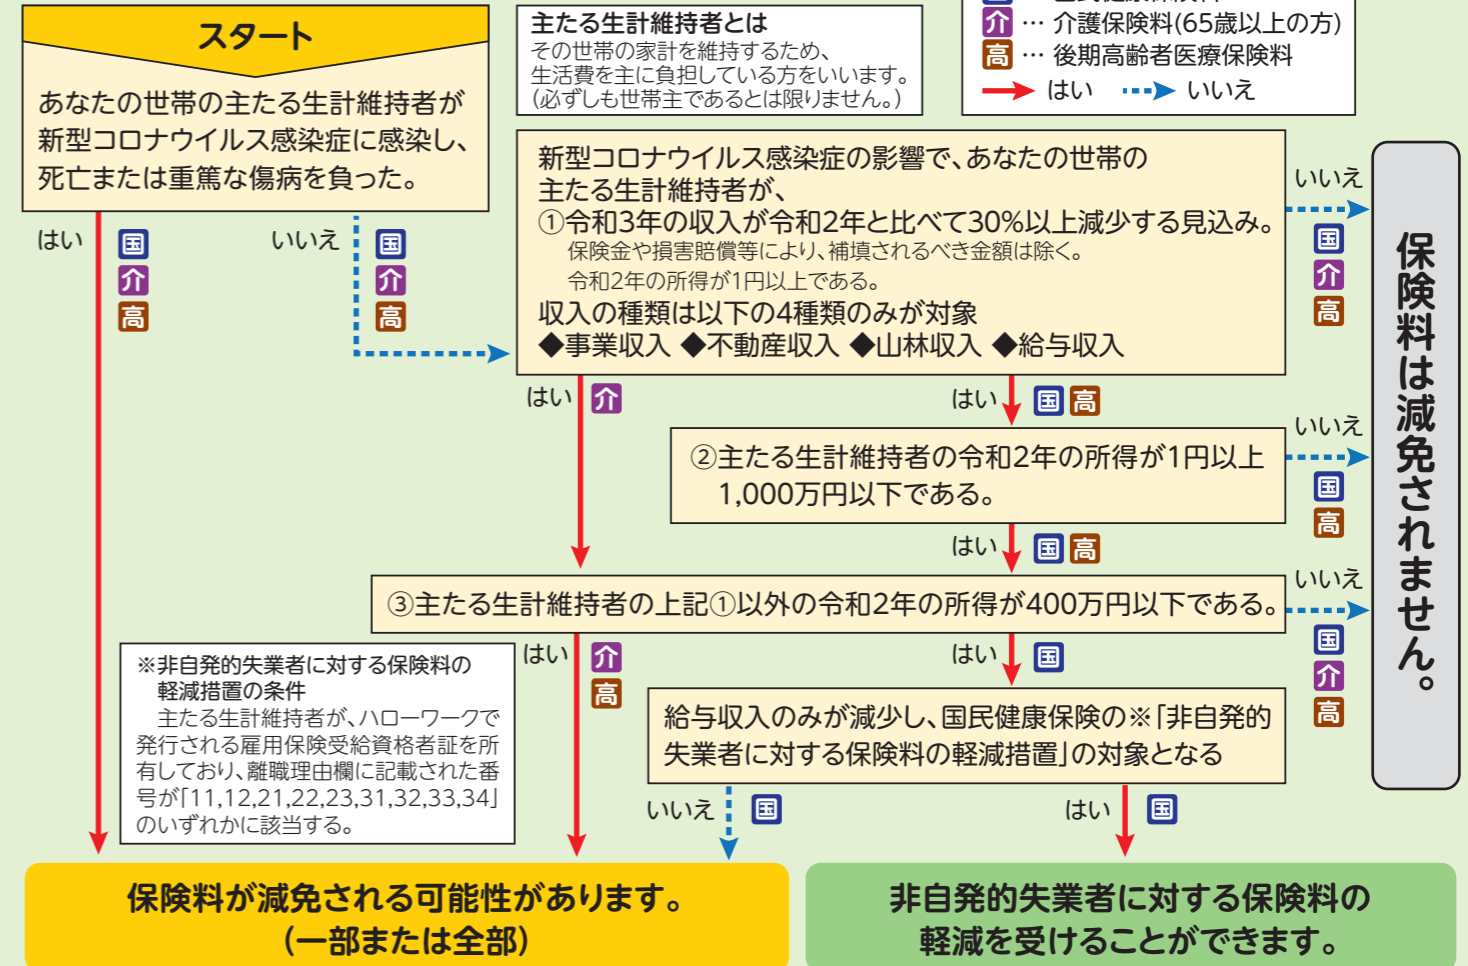 スタート
あなたの世帯の主たる生計維持者が
新型コロナウイルス感染症に感染し、
死亡または重篤な傷病を負った。
主たる生計維持者とは
その世帯の家計を維持するため、
生活費を主に負担している方をいいます。
(必ずしも世帯主であるとは限りません。)
介 … 介護保険料(65歳以上の方)
高 … 後期高齢者医療保険料
はい いいえ
はい 国 介 高
いいえ 国 介 高
新型コロナウイルス感染症の影響で、あなたの世帯の
主たる生計維持者が、
①令和3年の収入が令和2年と比べて30%以上減少する見込み。
保険金や損害賠償等により、補填されるべき金額は除く。
令和2年の所得が1円以上である。
収入の種類は以下の4種類のみが対象
◆事業収入 ◆不動産収入 ◆山林収入 ◆給与収入
いいえ
国
介
高
はい 介
はい 国 高
②主たる生計維持者の令和2年の所得が1円以上
1,000万円以下である。
いいえ
国
高
はい 国 高
③主たる生計維持者の上記①以外の令和2年の所得が400万円以下である。
いいえ
国
介
高
はい 介
高
はい 国
※非自発的失業者に対する保険料の
軽減措置の条件
主たる生計維持者が、ハローワークで
発行される雇用保険受給資格者証を所
有しており、離職理由欄に記載された番
号が「11,12,21,22,23,31,32,33,34」
のいずれかに該当する。
給与収入のみが減少し、国民健康保険の※「非自発的
失業者に対する保険料の軽減措置」の対象となる
いいえ 国
はい 国
保険料は減免されません。
保険料が減免される可能性があります。
(一部または全部)
非自発的失業者に対する保険料の
軽減を受けることができます。